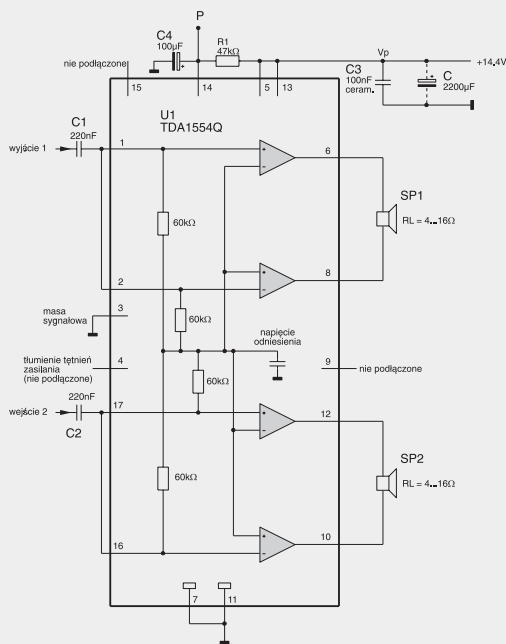 P
C4
100µF
R1
47kΩ
Vp
+14,4V
C3
100nF
ceram.
C
2200µF
nie podłączone
15
14
5
13
U1
TDA1554Q
C1
220nF
wyjście 1
1
60kΩ
6
SP1
RL = 4...16Ω
8
2
60kΩ
3
masa
sygnałowa
napięcie
odniesienia
4
tłumienie tętnień
zasilania
(nie podłączone)
9
nie podłączone
60kΩ
220nF
wejście 2
C2
17
12
SP2
RL = 4...16Ω
60kΩ
16
10
7
11